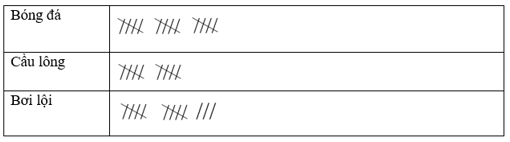 Bóng đá
Cầu lông
Bơi lội